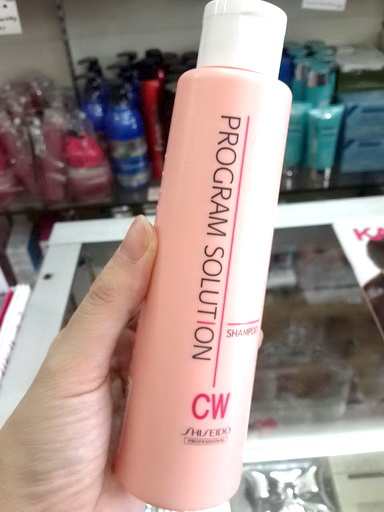 PROGRAM SOLUTION
SHAMPOO
CW
SHISEIDO
PROFESSIONAL